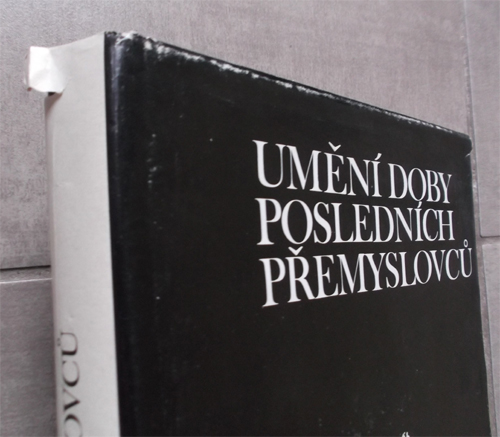 UMĚNÍ DOBY
POSLEDNÍCH
PŘEMYSLOVCŮ
OVCŮ